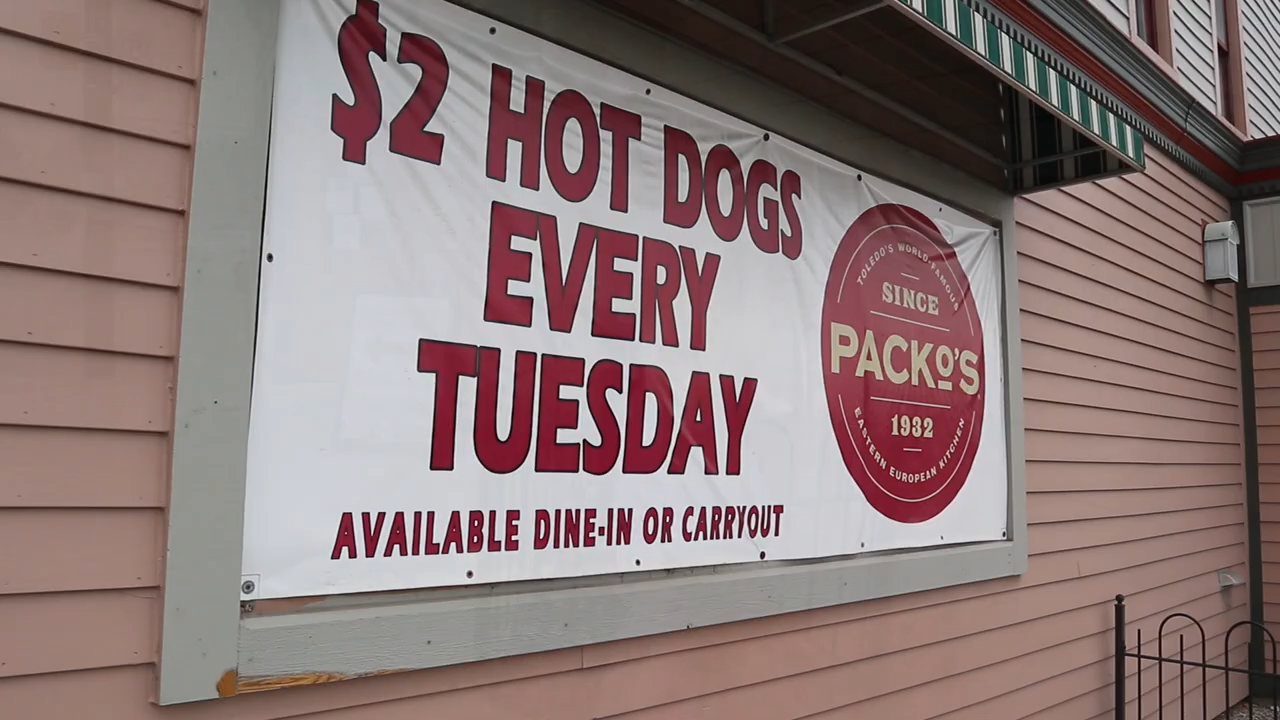 $2 HOT DOGS
EVERY
TUESDAY
AVAILABLE DINE-IN OR CARRYOUT
TOLEDO'S WORLD-FAMOUS
SINCE
PACKO'S
1932
EASTERN EUROPEAN KITCHEN